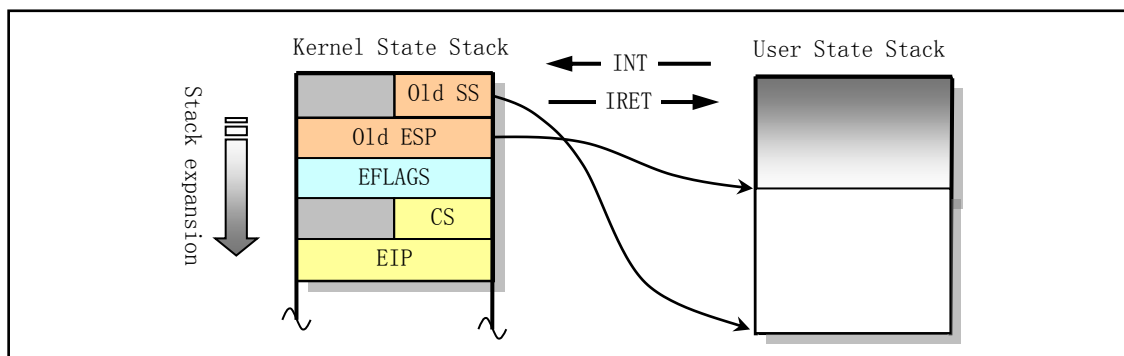 Kernel State Stack
User State Stack
INT
IRET
Stack expansion
Old SS
Old ESP
EFLAGS
CS
EIP